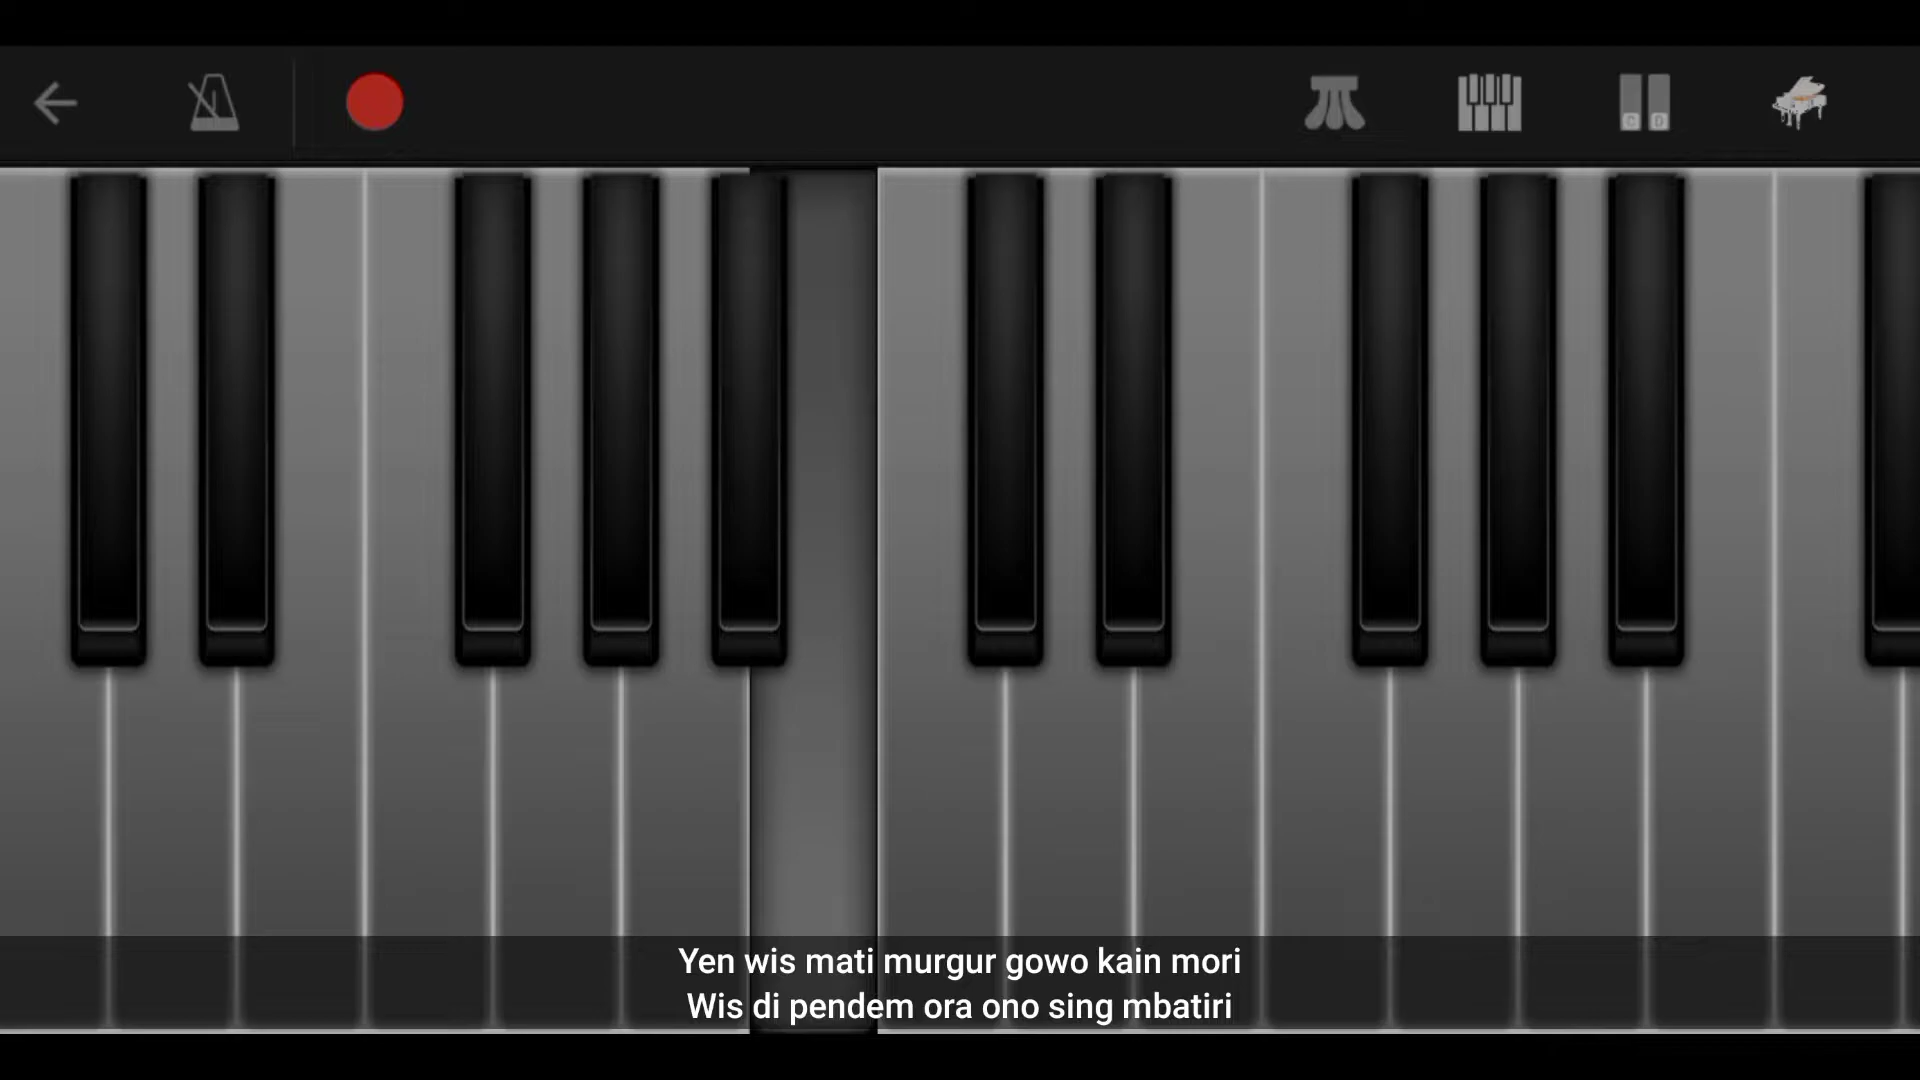 C D
Yen wis mati murgur gowo kain mori
Wis di pendem ora ono sing mbatiri